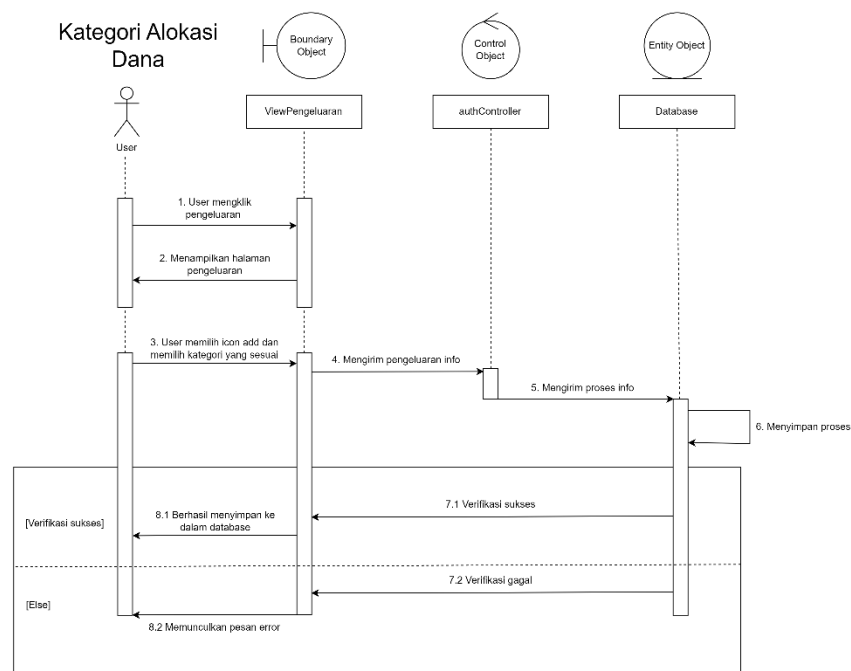 Kategori Alokasi
Dana
Boundary
Object
Control
Object
Entity Object
ViewPengeluaran
authController
Database
User
1. User mengklik
pengeluaran
2. Menampilkan halaman
pengeluaran
3. User memilih icon add dan
memilih kategori yang sesuai
4. Mengirim pengeluaran info
5. Mengirim proses info
6. Menyimpan proses
[Verifikasi sukses]
7.1 Verifikasi sukses
8.1 Berhasil menyimpan ke
dalam database
7.2 Verifikasi gagal
[Else]
8.2 Memunculkan pesan error